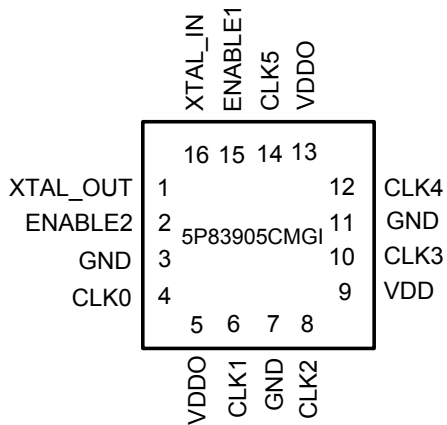 XTAL_IN
ENABLE1
CLK5
VDDO
16 15 14 13
XTAL_OUT 1
ENABLE2 2
GND 3
CLK0 4
5P83905CMGI
12 CLK4
11 GND
10 CLK3
9 VDD
5 6 7 8
VDDO
CLK1
GND
CLK2